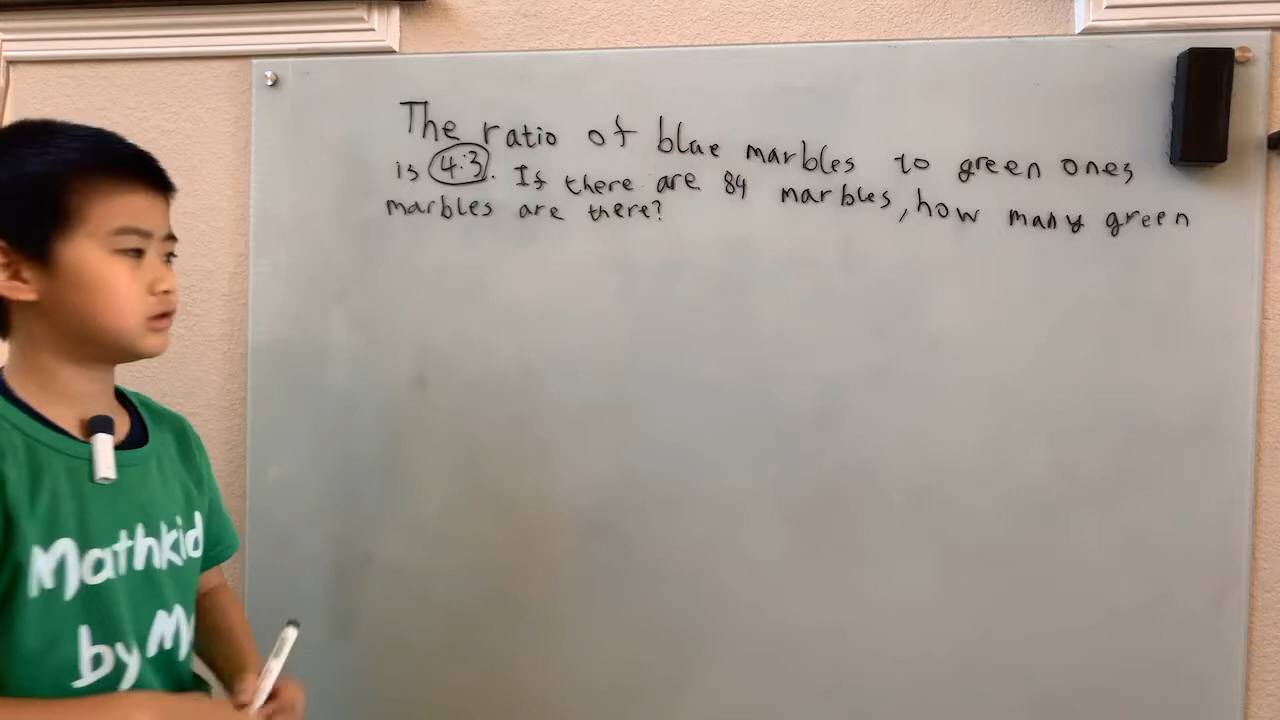 The ratio of blue marbles to green ones
is 4:3. If there are 84 marbles, how many green
marbles are there?
Mathkid
by